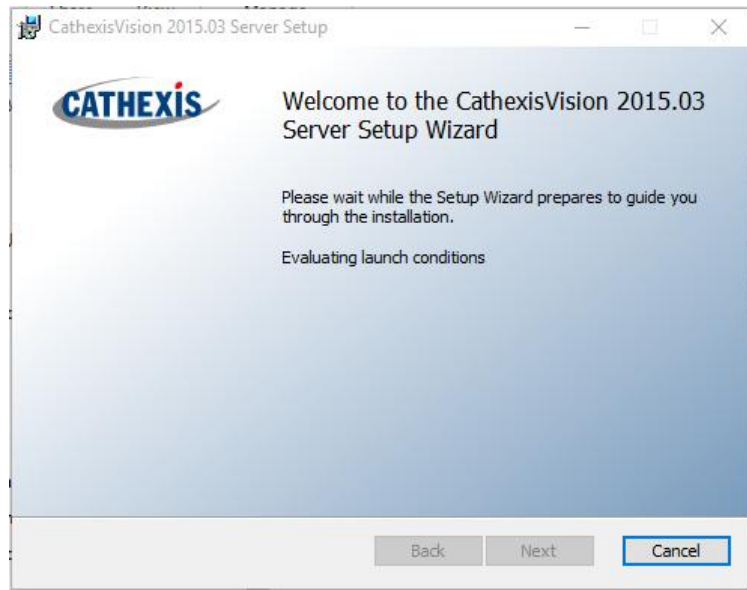 CathexisVision 2015.03 Server Setup
CATHEXIS
Welcome to the CathexisVision 2015.03
Server Setup Wizard
Please wait while the Setup Wizard prepares to guide you
through the installation.
Evaluating launch conditions
Back Next Cancel